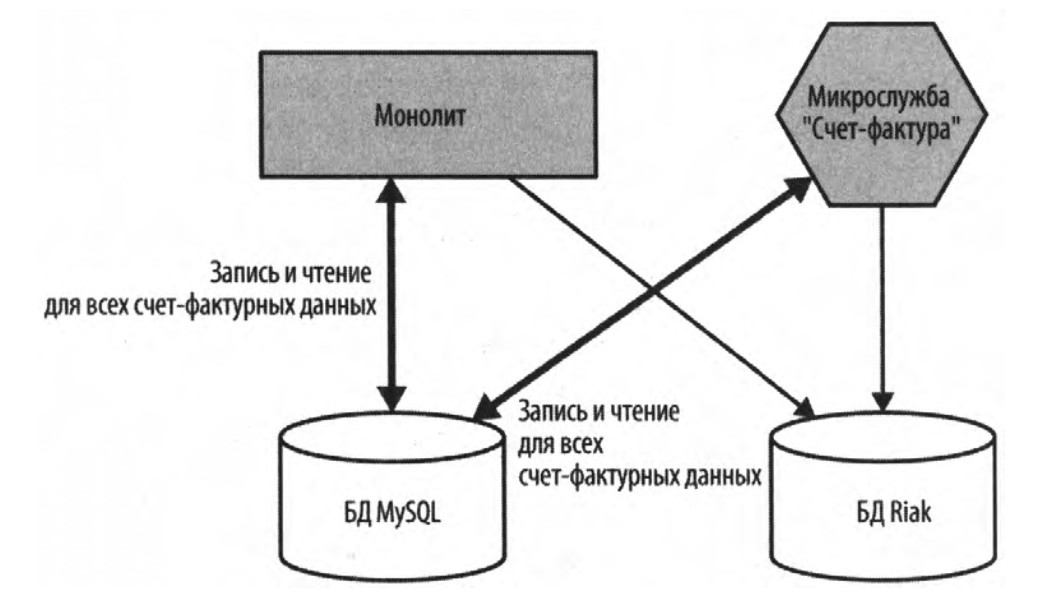 Монолит
Микрослужба
"Счет-фактура"
Запись и чтение
для всех счет-фактурных данных
Запись и чтение
для всех
счет-фактурных данных
БД MySQL
БД Riak